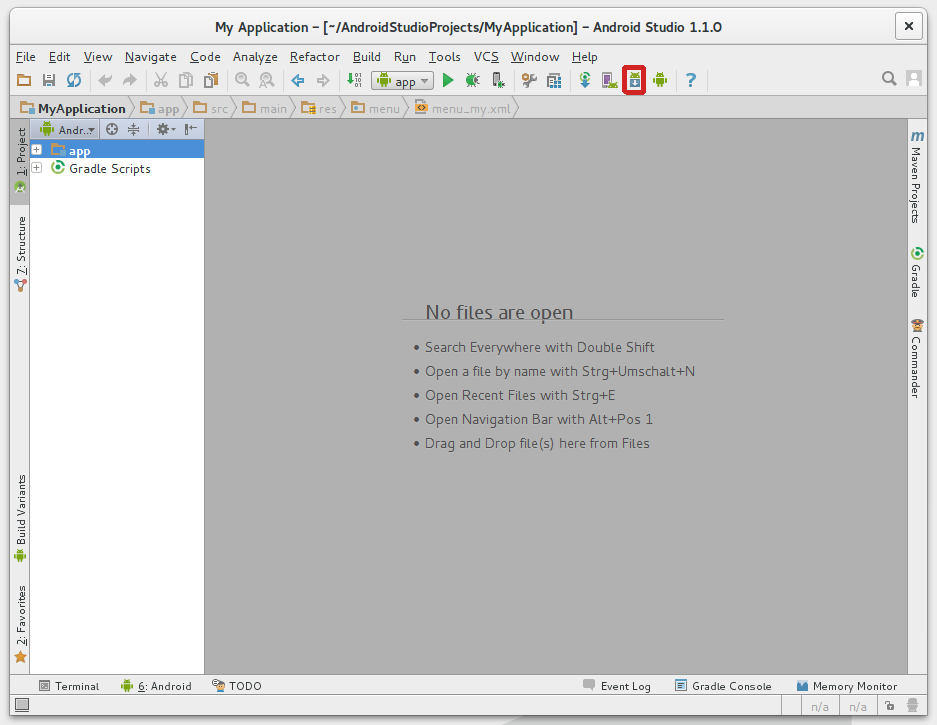 My Application – [~/AndroidStudioProjects/MyApplication] – Android Studio 1.1.0
File Edit View Navigate Code Analyze Refactor Build Run Tools VCS Window Help
app
MyApplication app src main res menu menu_my.xml
Andr...
app
Gradle Scripts
1: Project
7: Structure
Build Variants
2: Favorites
No files are open
• Search Everywhere with Double Shift
• Open a file by name with Strg+Umschalt+N
• Open Recent Files with Strg+E
• Open Navigation Bar with Alt+Pos 1
• Drag and Drop file(s) here from Files
m
Maven Projects
Gradle
Commander
Terminal 6: Android TODO Event Log Gradle Console Memory Monitor
n/a n/a